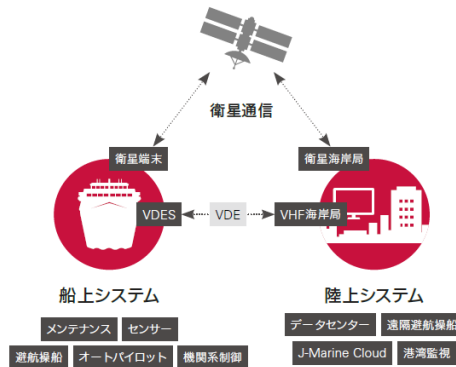 衛星通信
衛星端末
衛星海岸局
VDES
VDE
VHF海岸局
船上システム
陸上システム
メンテナンス
センサー
避航操船
オートパイロット
機関系制御
データセンター
遠隔避航操船
J-Marine Cloud
港湾監視